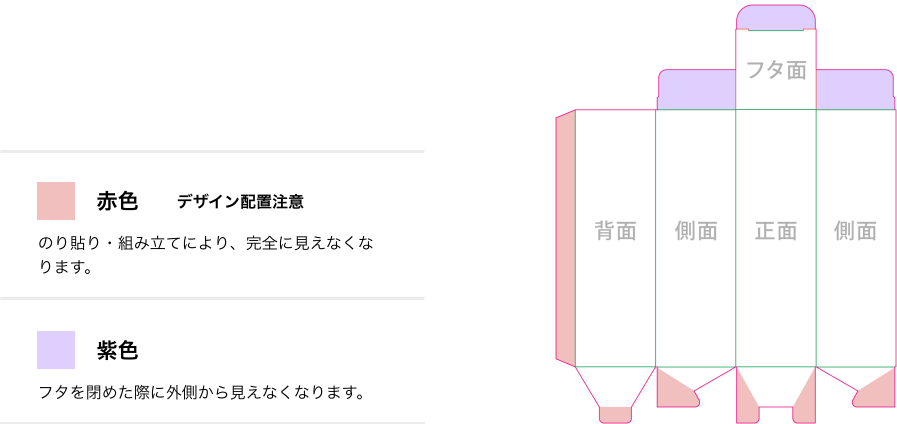 赤色 デザイン配置注意
のり貼り・組み立てにより、完全に見えなくな
ります。
紫色
フタを閉めた際に外側から見えなくなります。
フタ面
背面 側面 正面 側面